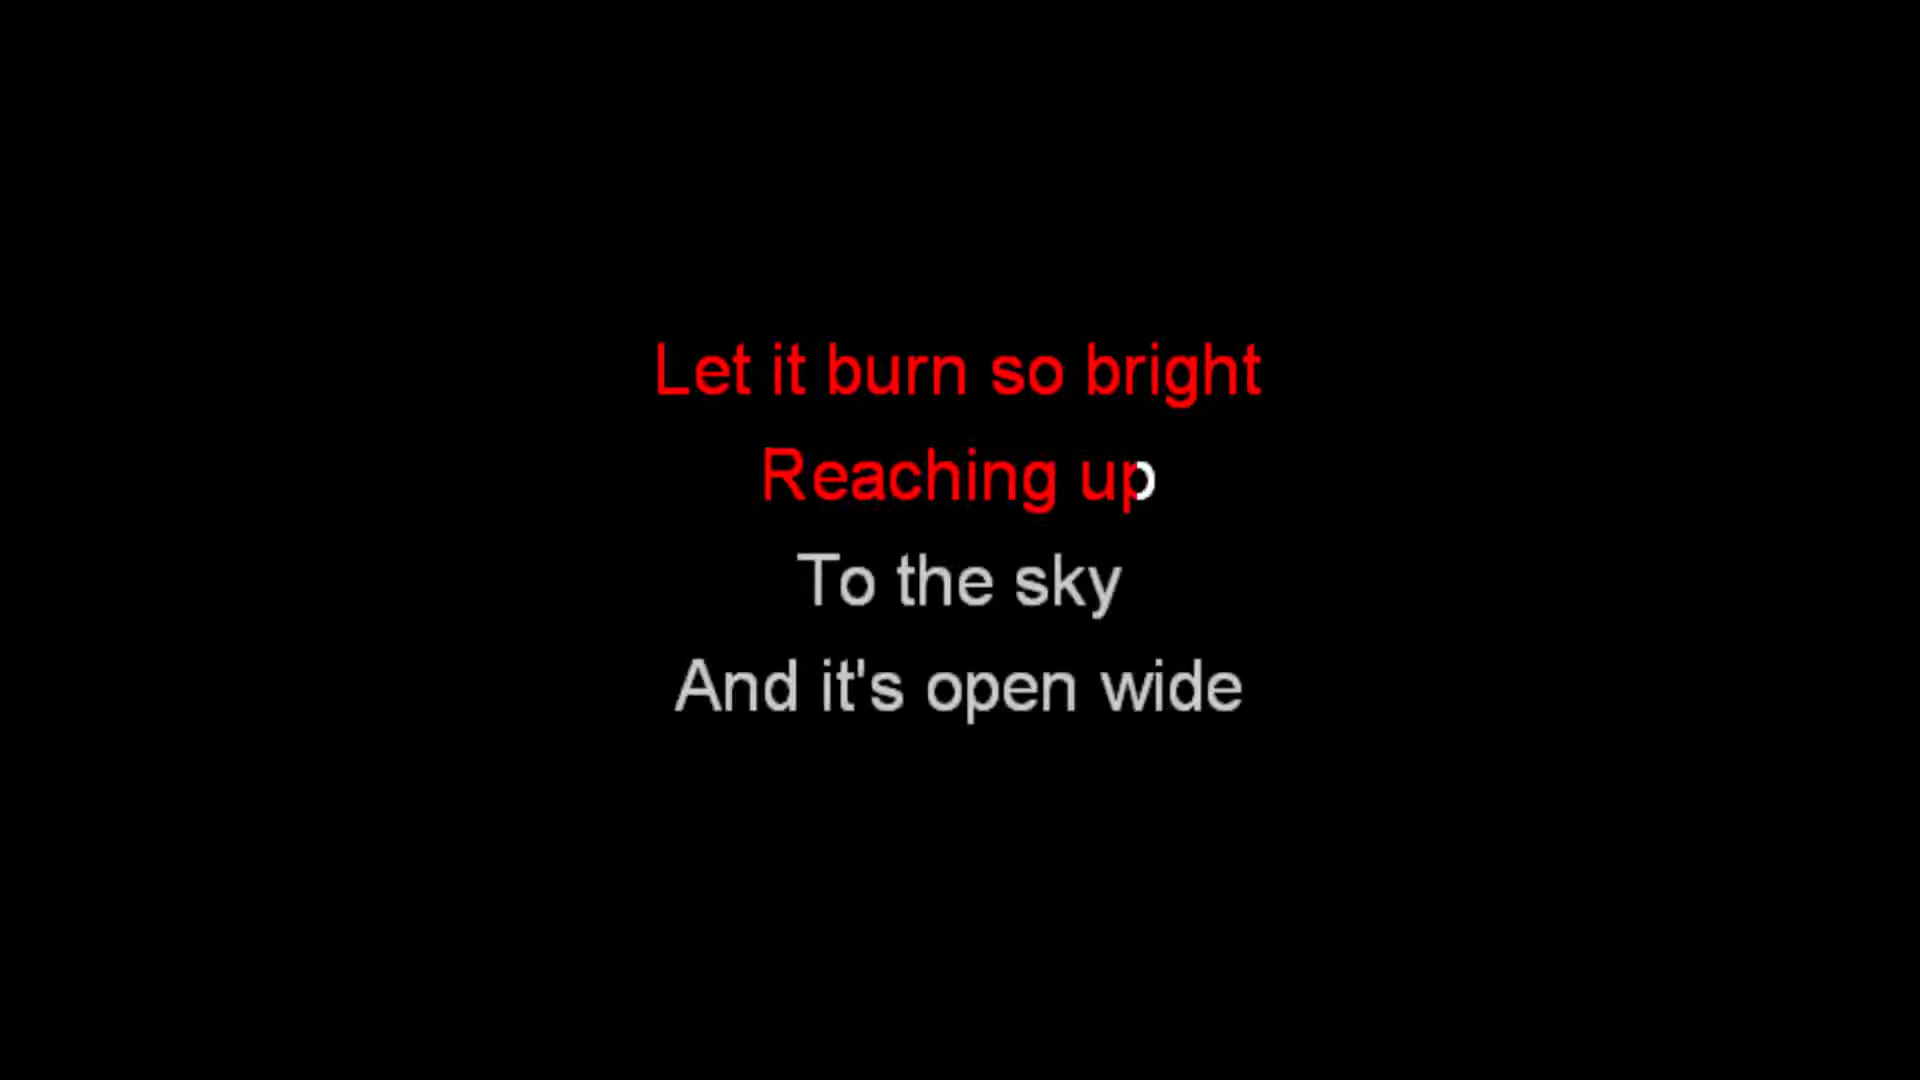 Let it burn so bright
Reaching up
To the sky
And it's open wide